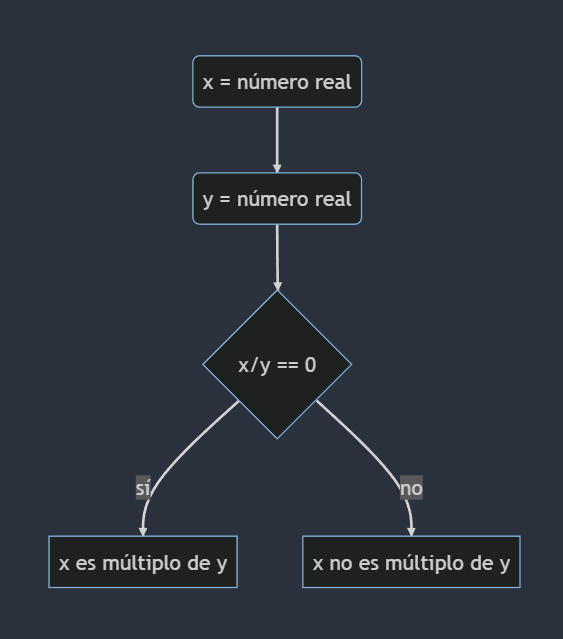 x = número real
y = número real
x/y == 0
sí
no
x es múltiplo de y
x no es múltiplo de y